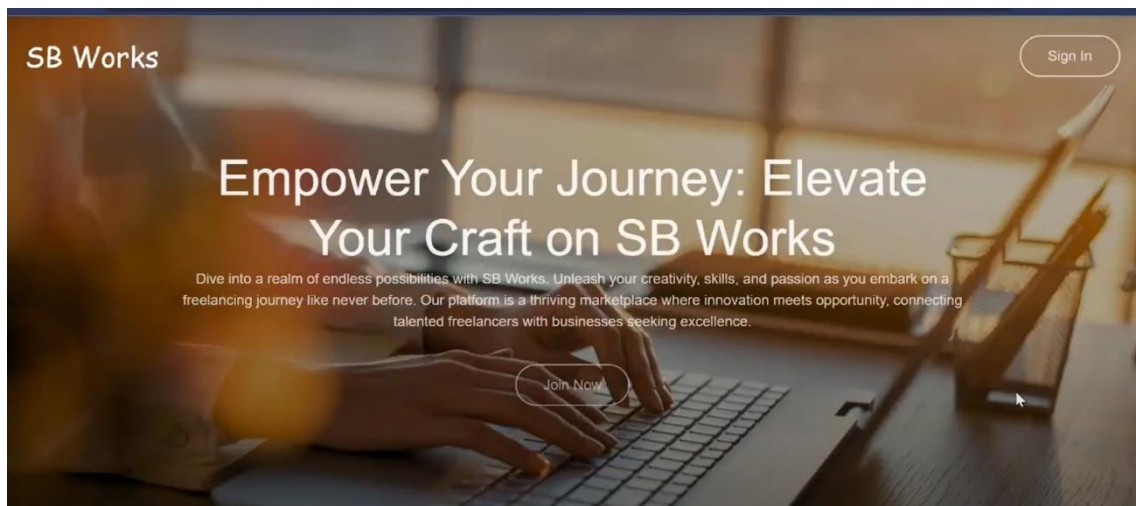 SB Works
Sign In
Empower Your Journey: Elevate
Your Craft on SB Works
Dive into a realm of endless possibilities with SB Works. Unleash your creativity, skills, and passion as you embark on a
freelancing journey like never before. Our platform is a thriving marketplace where innovation meets opportunity, connecting
talented freelancers with businesses seeking excellence.
Join Now